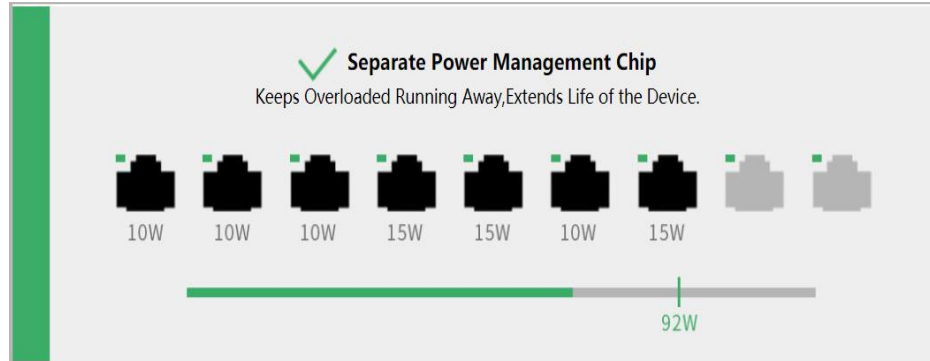 Separate Power Management Chip
Keeps Overloaded Running Away,Extends Life of the Device.
10W 10W 10W 15W 15W 10W 15W
92W